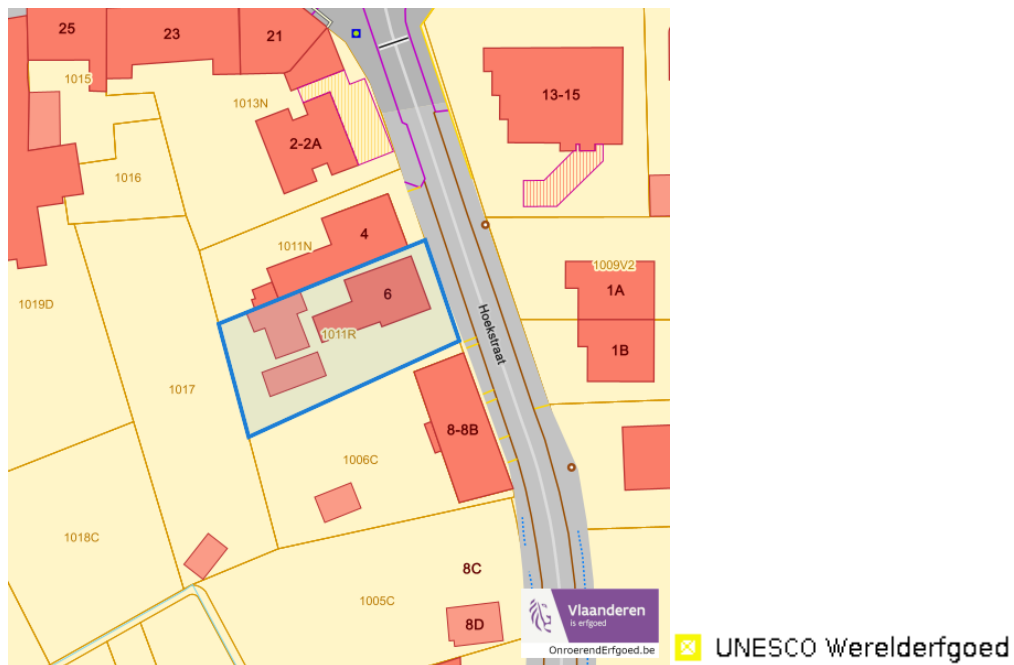 25
23
21
1015
1013N
13-15
2-2A
1016
4
1011N
1009V2
6
1A
1019D
Hoekstraat
1011R
1B
1017
8-8B
1006C
1018C
8C
1005C
8D
Vlaanderen
is erfgoed
OnroerendErfgoed.be
UNESCO Werelderfgoed